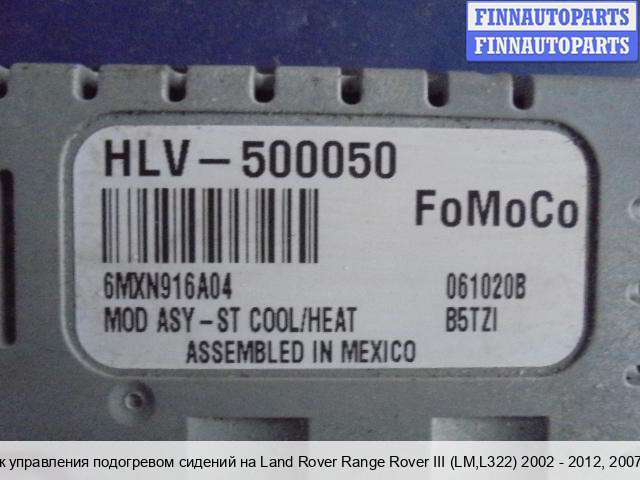 FINNAUTOPARTS
FINNAUTOPARTS
HLV-500050
FoMoCo
6MXN916A04 061020B
MOD ASY-ST COOL/HEAT B5TZI
ASSEMBLED IN MEXICO
к управления подогревом сидений на Land Rover Range Rover III (LM,L322) 2002 - 2012, 2007